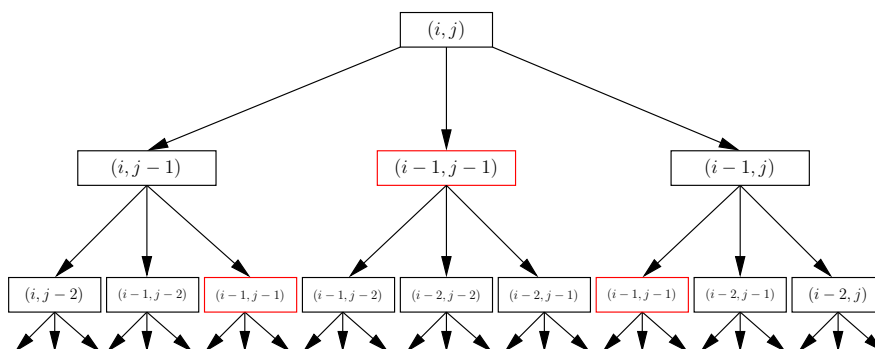 (i, j)
(i, j − 1)
(i − 1, j − 1)
(i − 1, j)
(i, j − 2)
(i − 1, j − 2)
(i − 1, j − 1)
(i − 1, j − 2)
(i − 2, j − 2)
(i − 2, j − 1)
(i − 1, j − 1)
(i − 2, j − 1)
(i − 2, j)